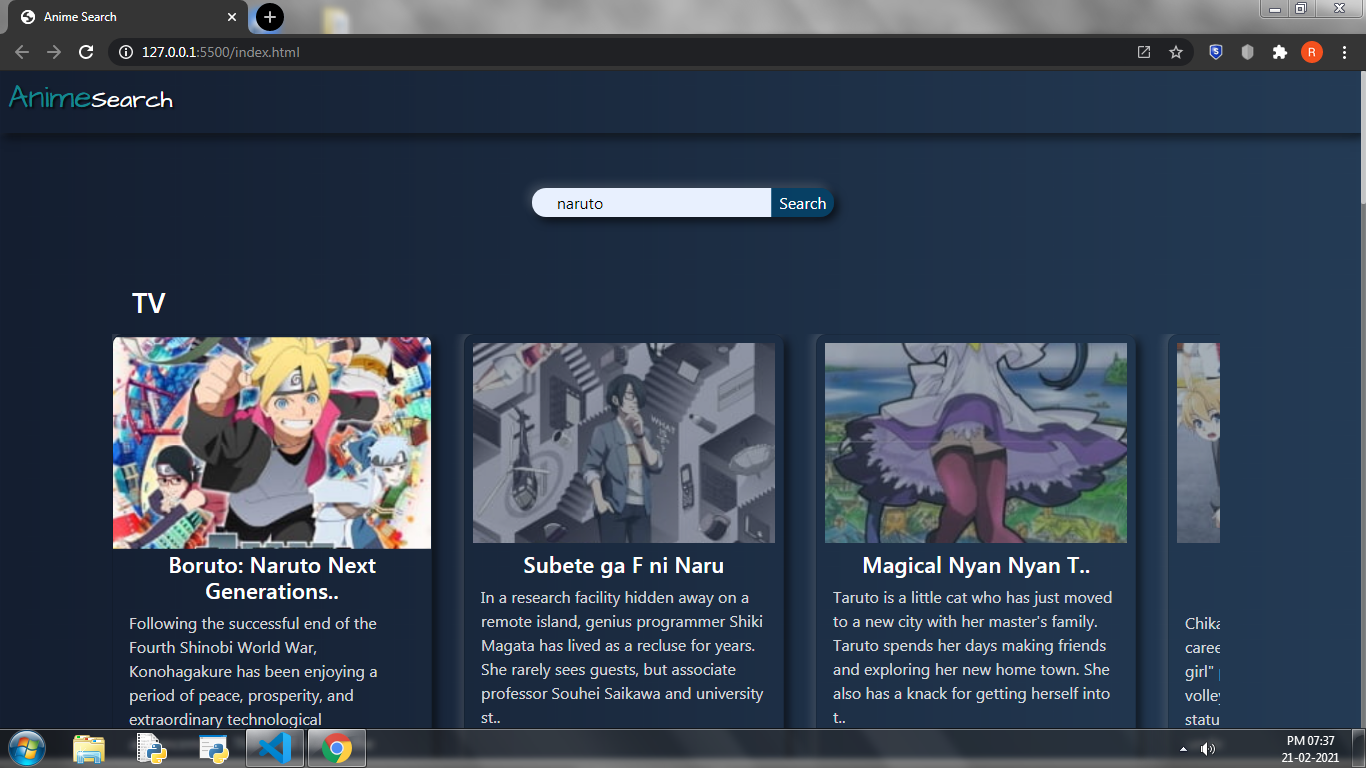 Anime Search
127.0.0.1:5500/index.html
R
AnimeSearch
naruto
Search
TV
WHAT
Boruto: Naruto Next
Generations..
Following the successful end of the
Fourth Shinobi World War,
Konohagakure has been enjoying a
period of peace, prosperity, and
extraordinary technological
Subete ga F ni Naru
In a research facility hidden away on a
remote island, genius programmer Shiki
Magata has lived as a recluse for years.
She rarely sees guests, but associate
professor Souhei Saikawa and university
st..
Magical Nyan Nyan T..
Taruto is a little cat who has just moved
to a new city with her master's family.
Taruto spends her days making friends
and exploring her new home town. She
also has a knack for getting herself into
t..
Chika
caree
girl"
volley
statu
PM 07:37
21-02-2021